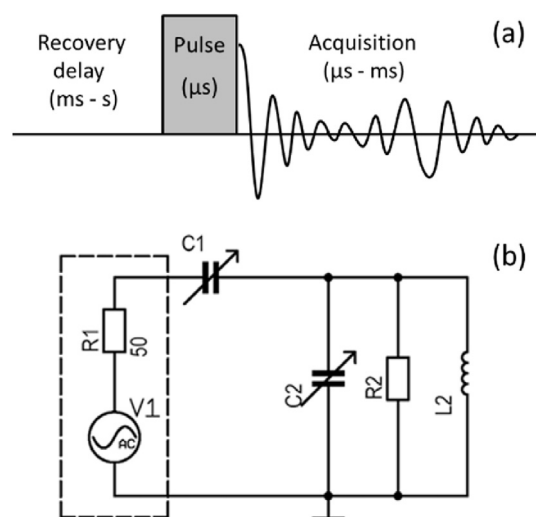 (a)
Recovery
delay
(ms - s)
Pulse
(μs)
Acquisition
(μs - ms)
(b)
C1
R1
50
V1
AC
C2
R2
L2